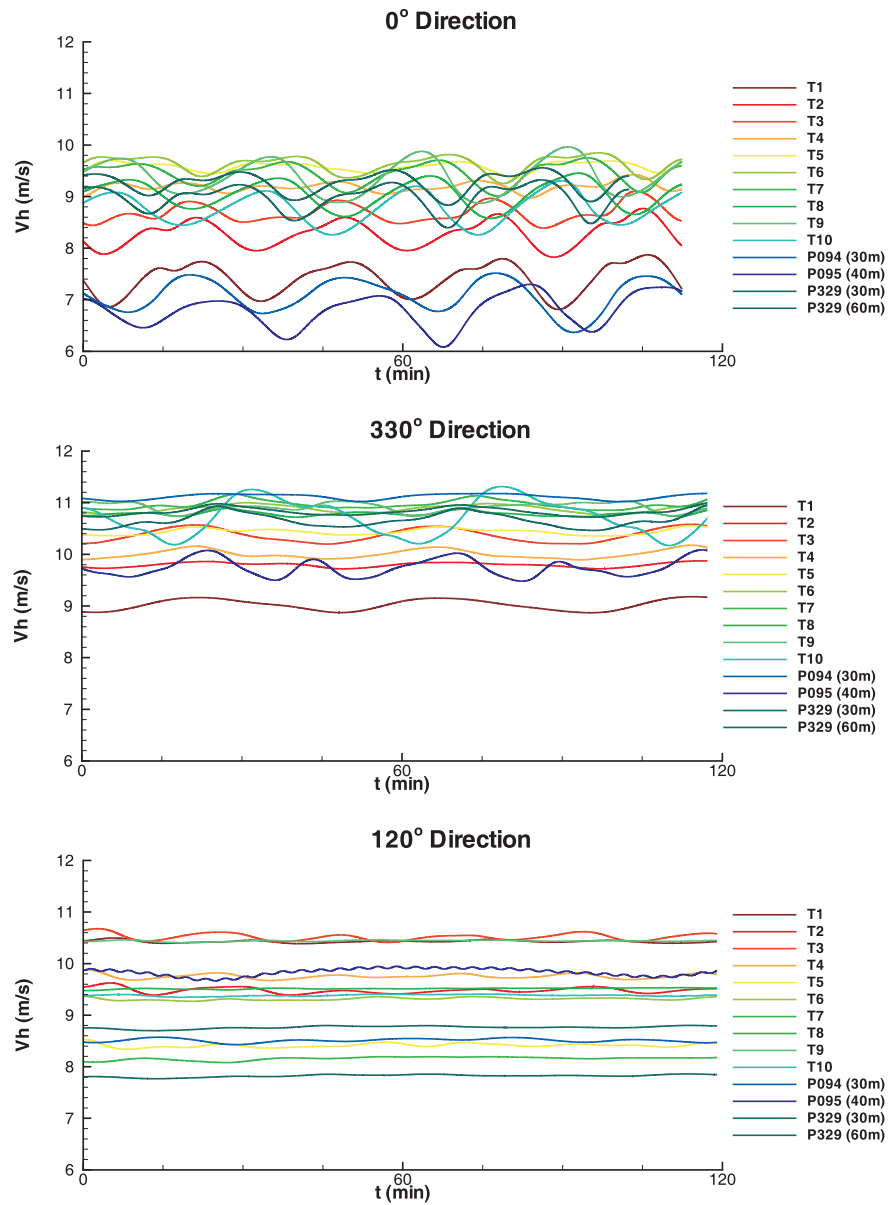 0° Direction
12
11
10
9
8
7
6
Vh (m/s)
0
60
120
t (min)
T1
T2
T3
T4
T5
T6
T7
T8
T9
T10
P094 (30m)
P095 (40m)
P329 (30m)
P329 (60m)
330° Direction
12
11
10
9
8
7
6
Vh (m/s)
0
60
120
t (min)
T1
T2
T3
T4
T5
T6
T7
T8
T9
T10
P094 (30m)
P095 (40m)
P329 (30m)
P329 (60m)
120° Direction
12
11
10
9
8
7
6
Vh (m/s)
0
60
120
t (min)
T1
T2
T3
T4
T5
T6
T7
T8
T9
T10
P094 (30m)
P095 (40m)
P329 (30m)
P329 (60m)